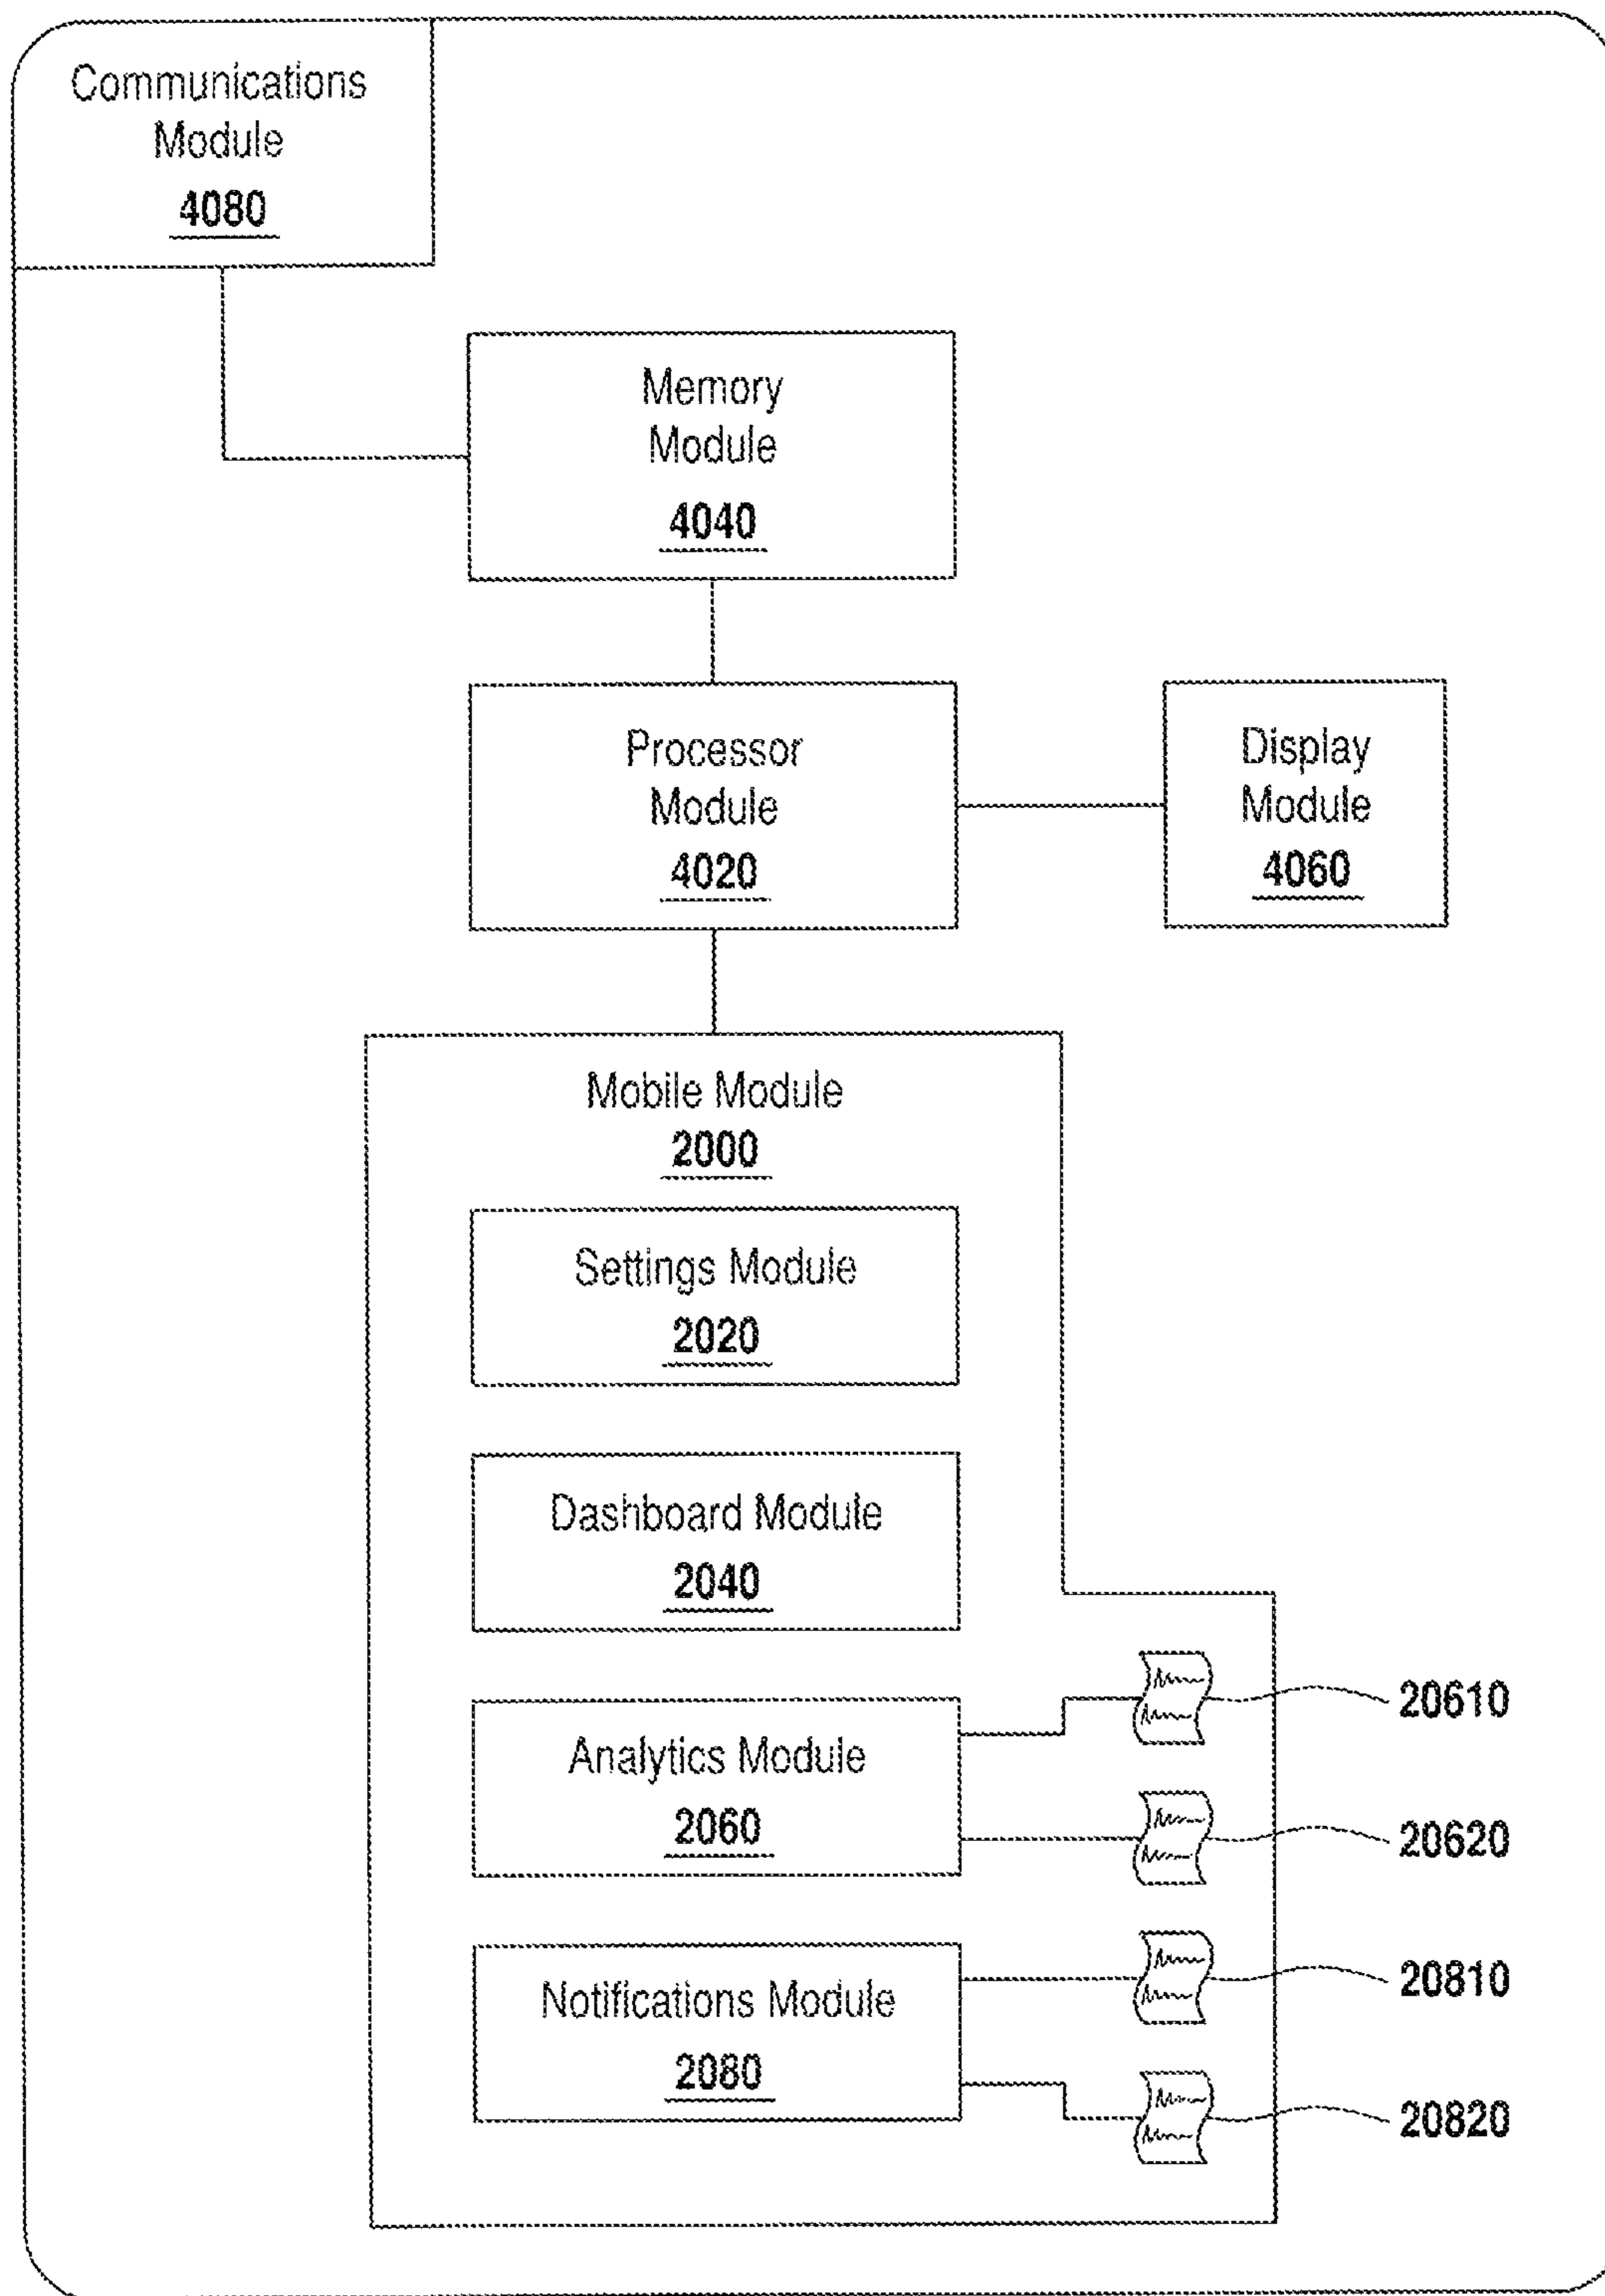 Communications
Module
4080
Memory
Module
4040
Processor
Module
4020
Display
Module
4060
Mobile Module
2000
Settings Module
2020
Dashboard Module
2040
Analytics Module
2060
20610
20620
Notifications Module
2080
20810
20820